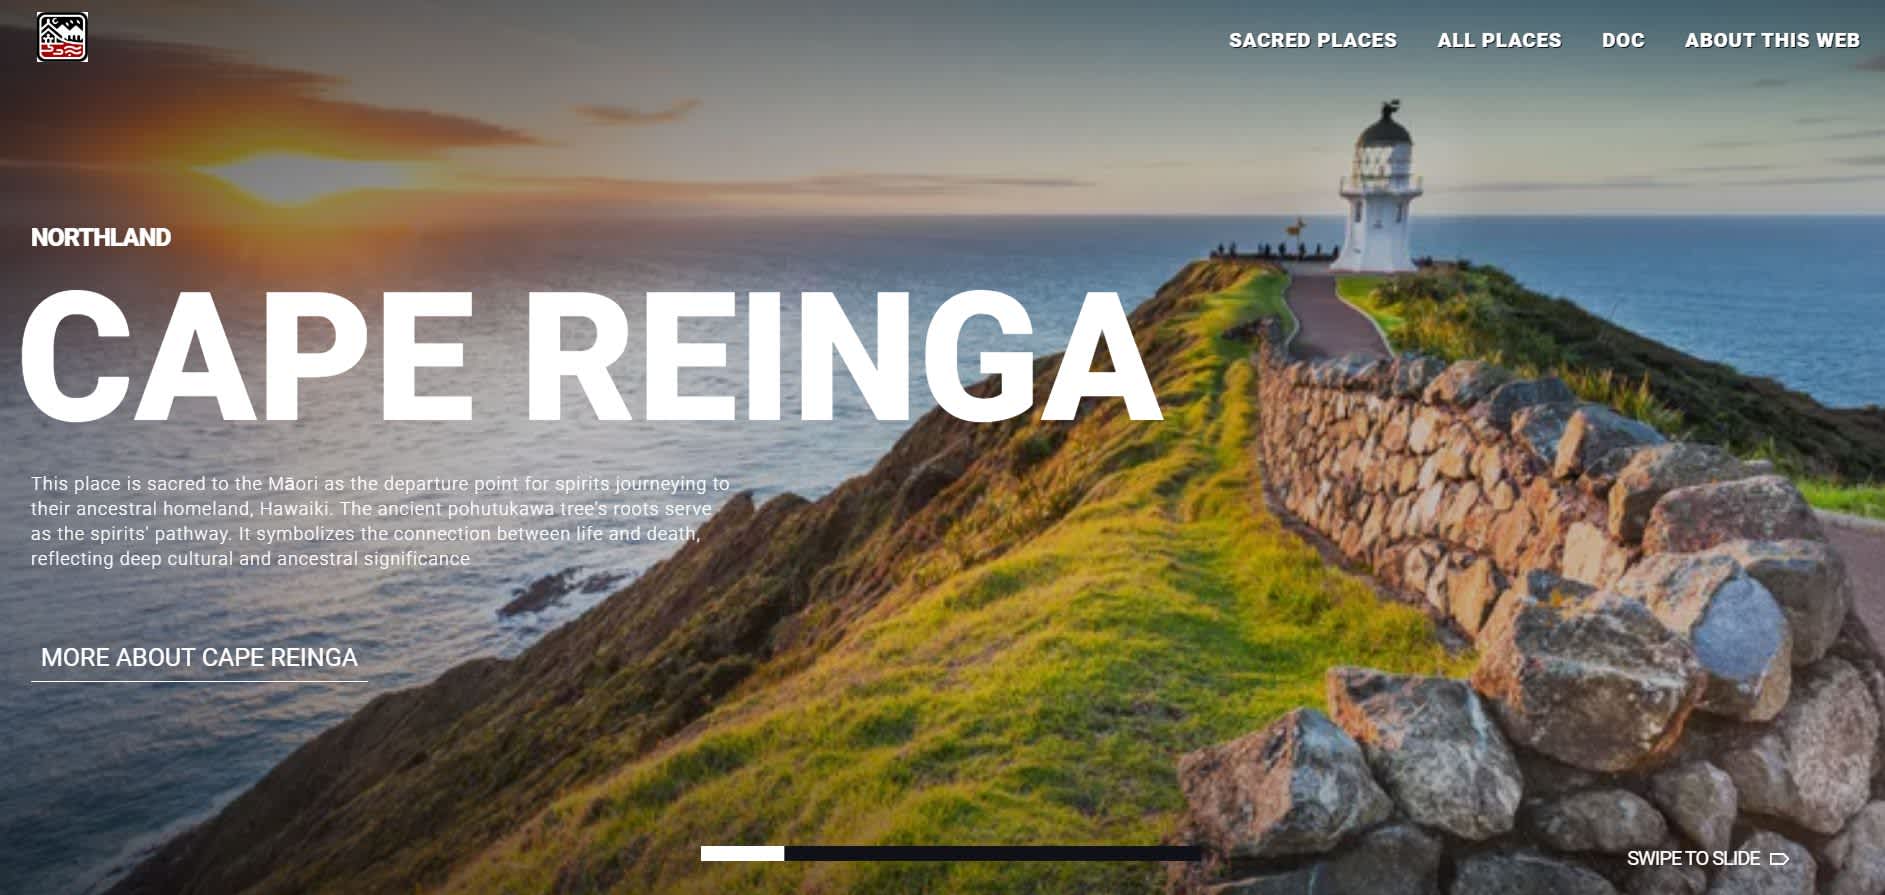 SACRED PLACES
ALL PLACES
DOC
ABOUT THIS WEB
NORTHLAND
CAPE REINGA
This place is sacred to the Māori as the departure point for spirits journeying to
their ancestral homeland, Hawaiki. The ancient pohutukawa tree's roots serve
as the spirits' pathway. It symbolizes the connection between life and death,
reflecting deep cultural and ancestral significance
MORE ABOUT CAPE REINGA
SWIPE TO SLIDE